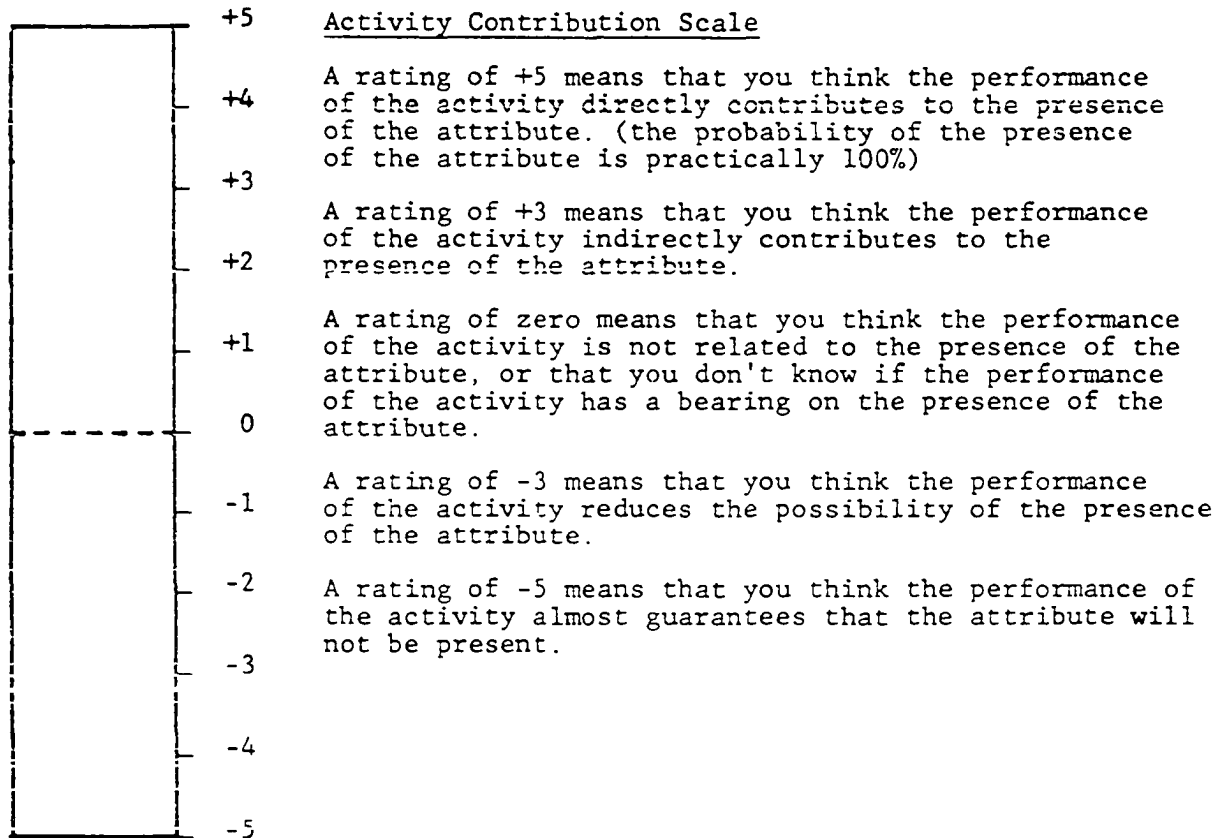 +5 Activity Contribution Scale
A rating of +5 means that you think the performance
+4 of the activity directly contributes to the presence
of the attribute. (the probability of the presence
of the attribute is practically 100%)
+3
A rating of +3 means that you think the performance
of the activity indirectly contributes to the
+2 presence of the attribute.
A rating of zero means that you think the performance
+1 of the activity is not related to the presence of the
attribute, or that you don't know if the performance
of the activity has a bearing on the presence of the
0 attribute.
A rating of -3 means that you think the performance
-1 of the activity reduces the possibility of the presence
of the attribute.
-2 A rating of -5 means that you think the performance of
the activity almost guarantees that the attribute will
not be present.
-3
-4
-5